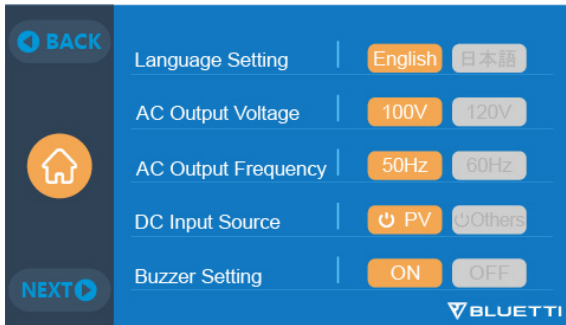 BACK
Language Setting English 日本語
AC Output Voltage 100V 120V
AC Output Frequency 50Hz 60Hz
DC Input Source PV Others
Buzzer Setting ON OFF
NEXT
BLUETTI